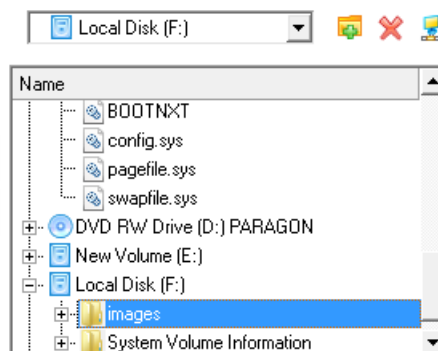 Local Disk (F:)
Name
BOOTNXT
config.sys
pagefile.sys
swapfile.sys
DVD RW Drive (D:) PARAGON
New Volume (E:)
Local Disk (F:)
images
System Volume Information